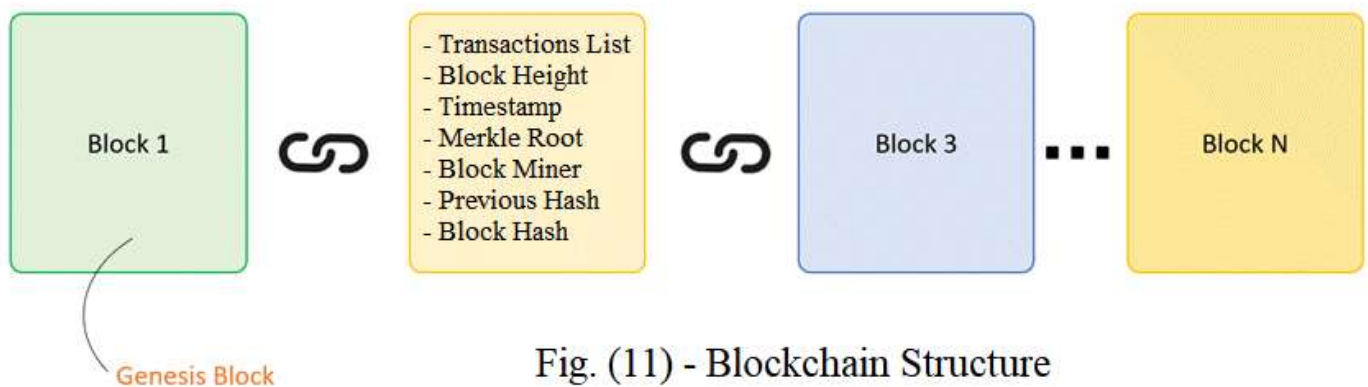 Block 1
- Transactions List
- Block Height
- Timestamp
- Merkle Root
- Block Miner
- Previous Hash
- Block Hash
Block 3
Block N
Genesis Block
Fig. (11) - Blockchain Structure